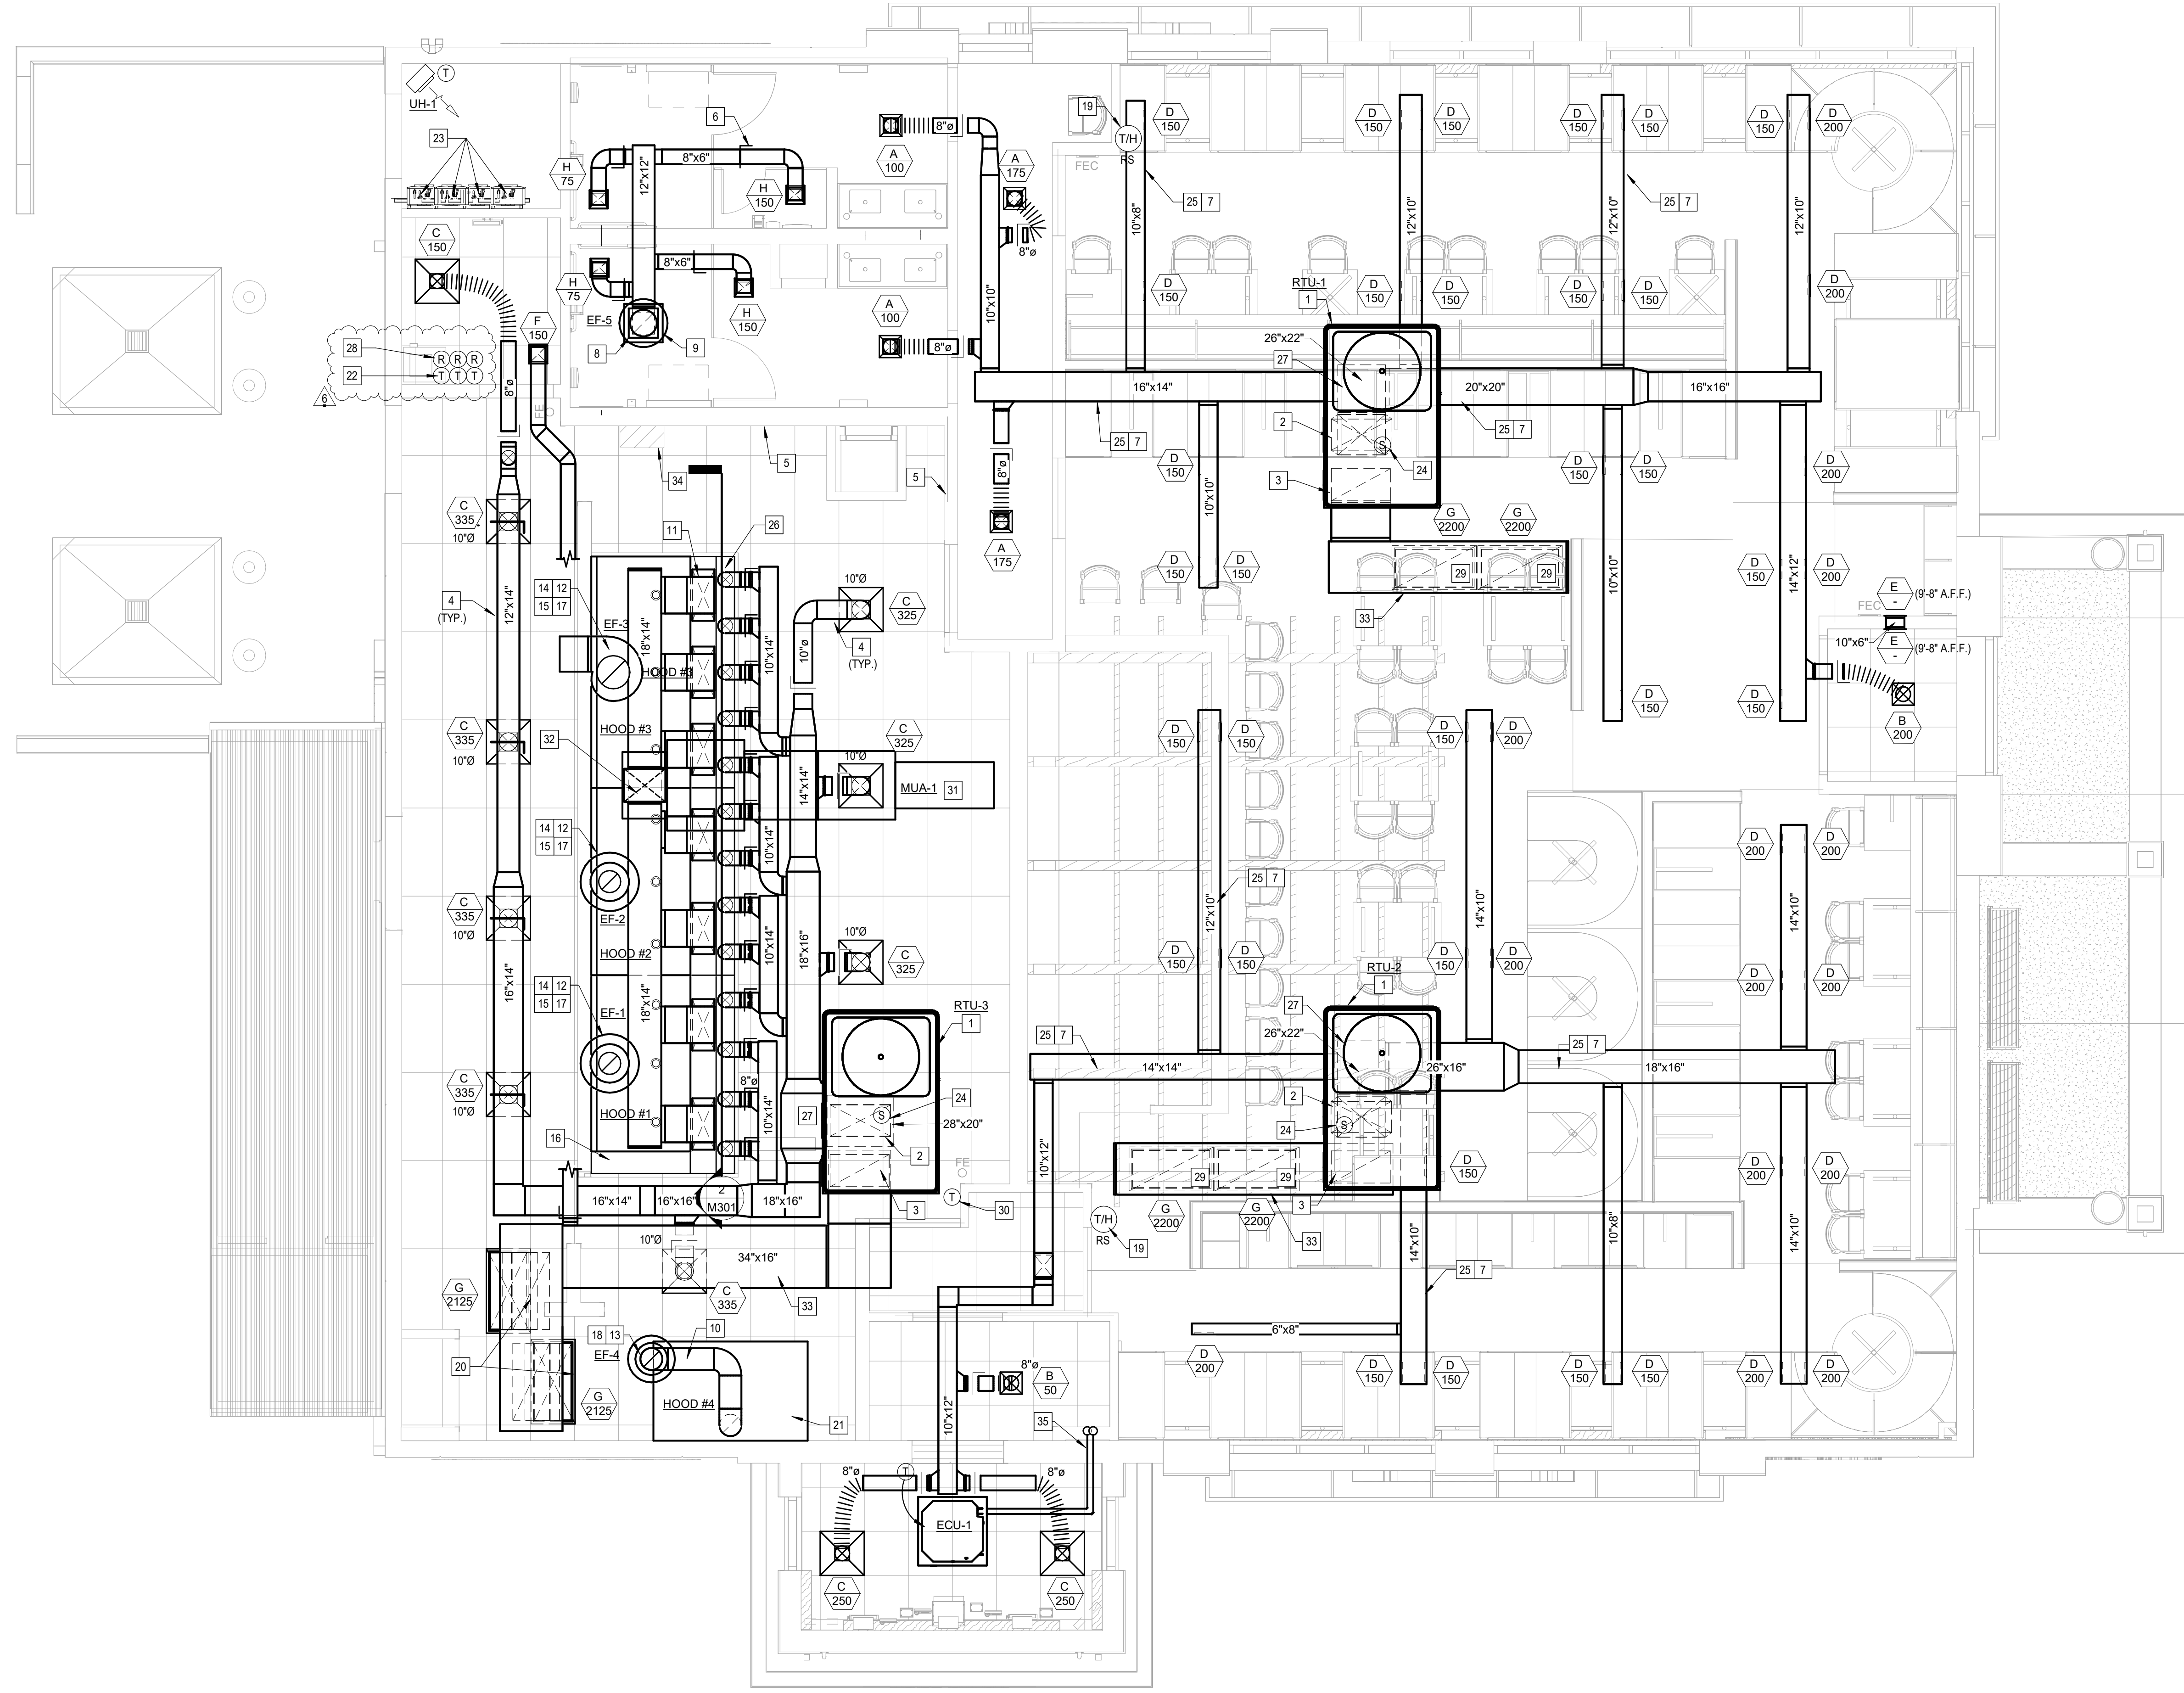 UH-1
T
23
6
8"x6"
12"x12"
H
75
H
150
8"x6"
H
75
H
150
EF-5
8
9
A
100
8"ø
A
175
8"ø
A
100
8"ø
10"x10"
19
T/H
RS
FEC
D
150
10"x8"
25 7
D
150
D
150
12"x10"
D
150
D
150
D
150
12"x10"
25 7
D
150
D
150
D
150
12"x10"
D
200
D
150
D
150
D
200
RTU-1
1
26"x22"
27
16"x14"
20"x20"
16"x16"
25 7
25 7
2
S
24
3
C
150
F
150
28
R R R
22
T T T
6
8"ø
FE
34
5
5
8"ø
A
175
D
150
10"x10"
D
150
D
150
D
150
D
150
10"x10"
D
150
D
200
D
150
14"x12"
D
200
D
150
D
150
G
2200
G
2200
29
29
33
FEC
E
-
(9'-8" A.F.F.)
10"x6"
E
-
(9'-8" A.F.F.)
B
200
C
335
10"Ø
4
(TYP.)
12"x14"
11
26
14 12
15 17
EF-3
18"x14"
HOOD #3
HOOD #3
32
10"x14"
10"Ø
C
325
10"ø
4
(TYP.)
C
325
10"Ø
14"x14"
MUA-1
31
C
335
10"Ø
14 12
15 17
EF-2
HOOD #2
10"x14"
10"x14"
18"x16"
10"Ø
C
325
C
335
10"Ø
16"x14"
14 12
15 17
EF-1
18"x14"
HOOD #1
16
8"ø
10"x14"
C
335
10"Ø
RTU-3
1
27
S
24
28"x20"
2
3
FE
T
30
16"x14"
16"x16"
2
M301
18"x16"
10"Ø
34"x16"
C
335
33
G
2125
20
G
2125
18 13
EF-4
10
HOOD #4
21
D
150
D
150
12"x10"
25 7
D
150
D
150
D
150
D
200
14"x10"
D
150
D
200
RTU-2
1
27
26"x22"
25 7
14"x14"
26"x16"
25 7
18"x16"
2
24
S
3
29
29
G
2200
G
2200
33
10"x12"
T/H
RS
19
D
150
14"x10"
25 7
10"x8"
6"x8"
D
200
D
150
D
150
D
150
D
150
D
200
D
200
14"x10"
D
200
D
200
D
200
D
200
14"x10"
D
200
D
200
8"ø
B
50
10"x12"
35
8"ø
T
8"ø
ECU-1
C
250
C
250